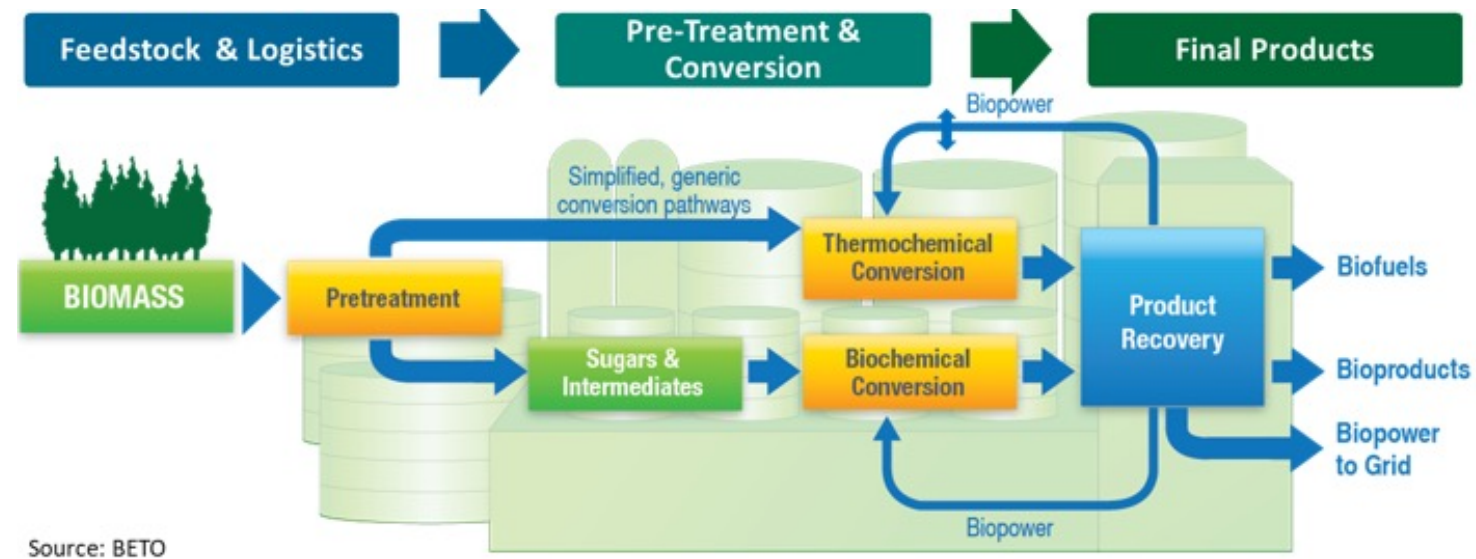 Feedstock & Logistics
Pre-Treatment &
Conversion
Final Products
Biopower
Simplified, generic
conversion pathways
BIOMASS
Pretreatment
Thermochemical
Conversion
Sugars &
Intermediates
Biochemical
Conversion
Product
Recovery
Biofuels
Bioproducts
Biopower
to Grid
Biopower
Source: BETO